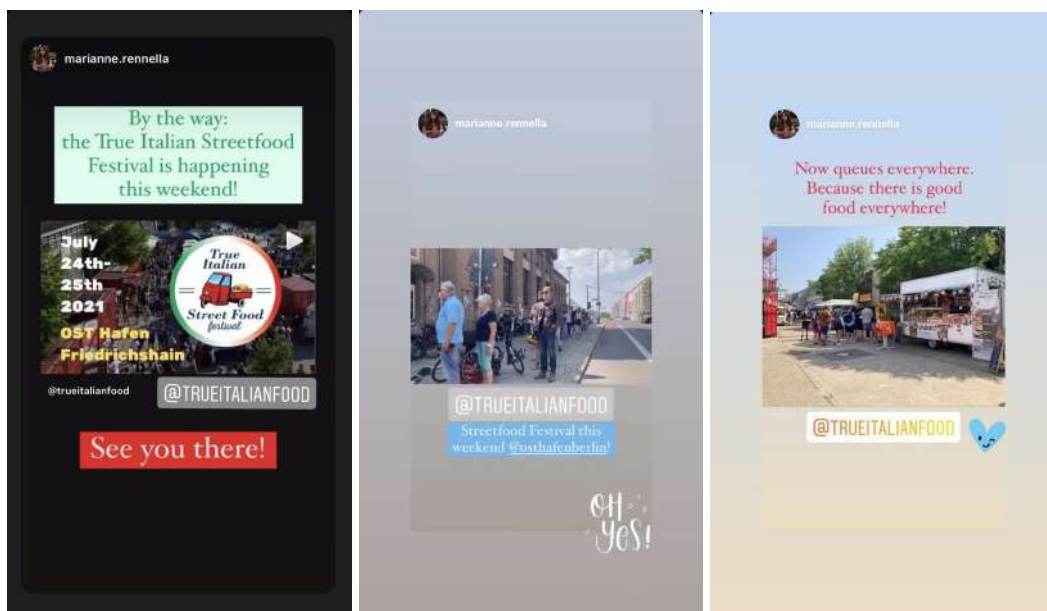 marianne.rennella
By the way:
the True Italian Streetfood
Festival is happening
this weekend!
July
24th-
25th
2021
OST Hafen
Friedrichshain
True
Italian
Street Food
festival
@trueitalianfood
@TRUEITALIANFOOD
See you there!
marianne.rennella
@TRUEITALIANFOOD
Streetfood Festival this
weekend @osthafenberlin!
OH
YES!
marianne.rennella
Now queues everywhere.
Because there is good
food everywhere!
@TRUEITALIANFOOD